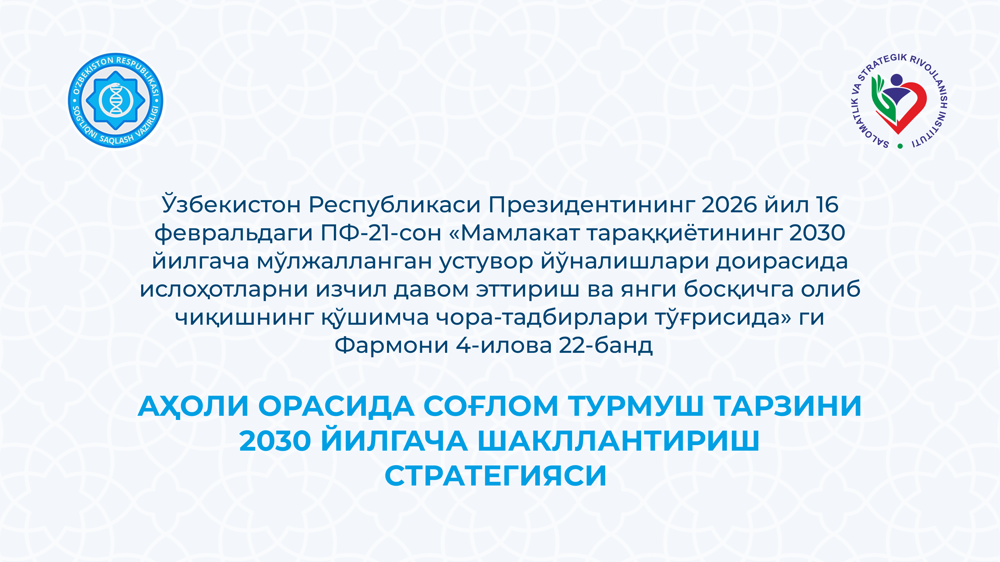 O‘ZBEKISTON RESPUBLIKASI
SOG‘LIQNI SAQLASH VAZIRLIGI
SALOMATLIK VA STRATEGIK RIVOJLANISH INSTITUTI
Ўзбекистон Республикаси Президентининг 2026 йил 16
февральдаги ПФ-21-сон «Мамлакат тараққиётининг 2030
йилгача мўлжалланган устувор йўналишлари доирасида
ислоҳотларни изчил давом эттириш ва янги босқичга олиб
чиқишнинг қўшимча чора-тадбирлари тўғрисида» ги
Фармони 4-илова 22-банд
АҲОЛИ ОРАСИДА СОҒЛОМ ТУРМУШ ТАРЗИНИ
2030 ЙИЛГАЧА ШАКЛЛАНТИРИШ
СТРАТЕГИЯСИ